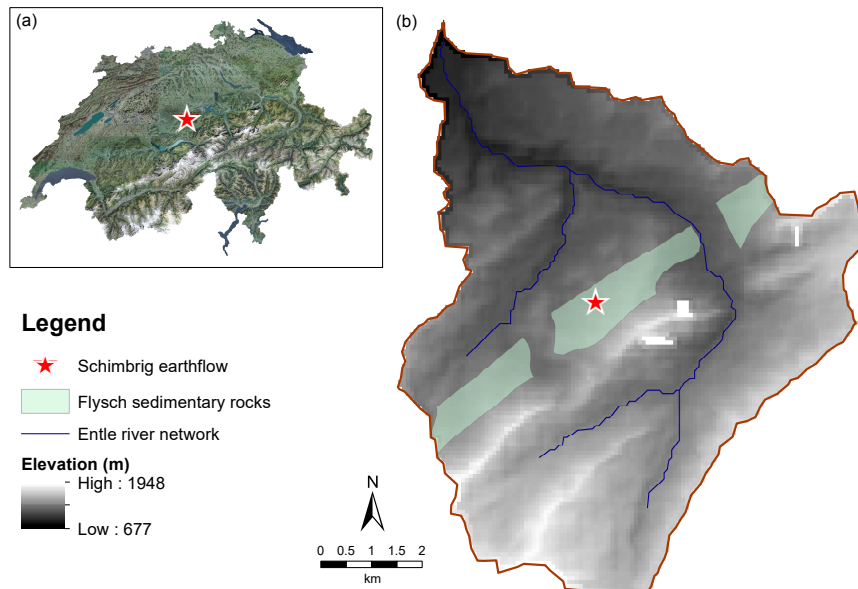 (a)
(b)
Legend
Schimbrig earthflow
Flysch sedimentary rocks
Entle river network
Elevation (m)
High : 1948
Low : 677
N
0 0.5 1 1.5 2
km